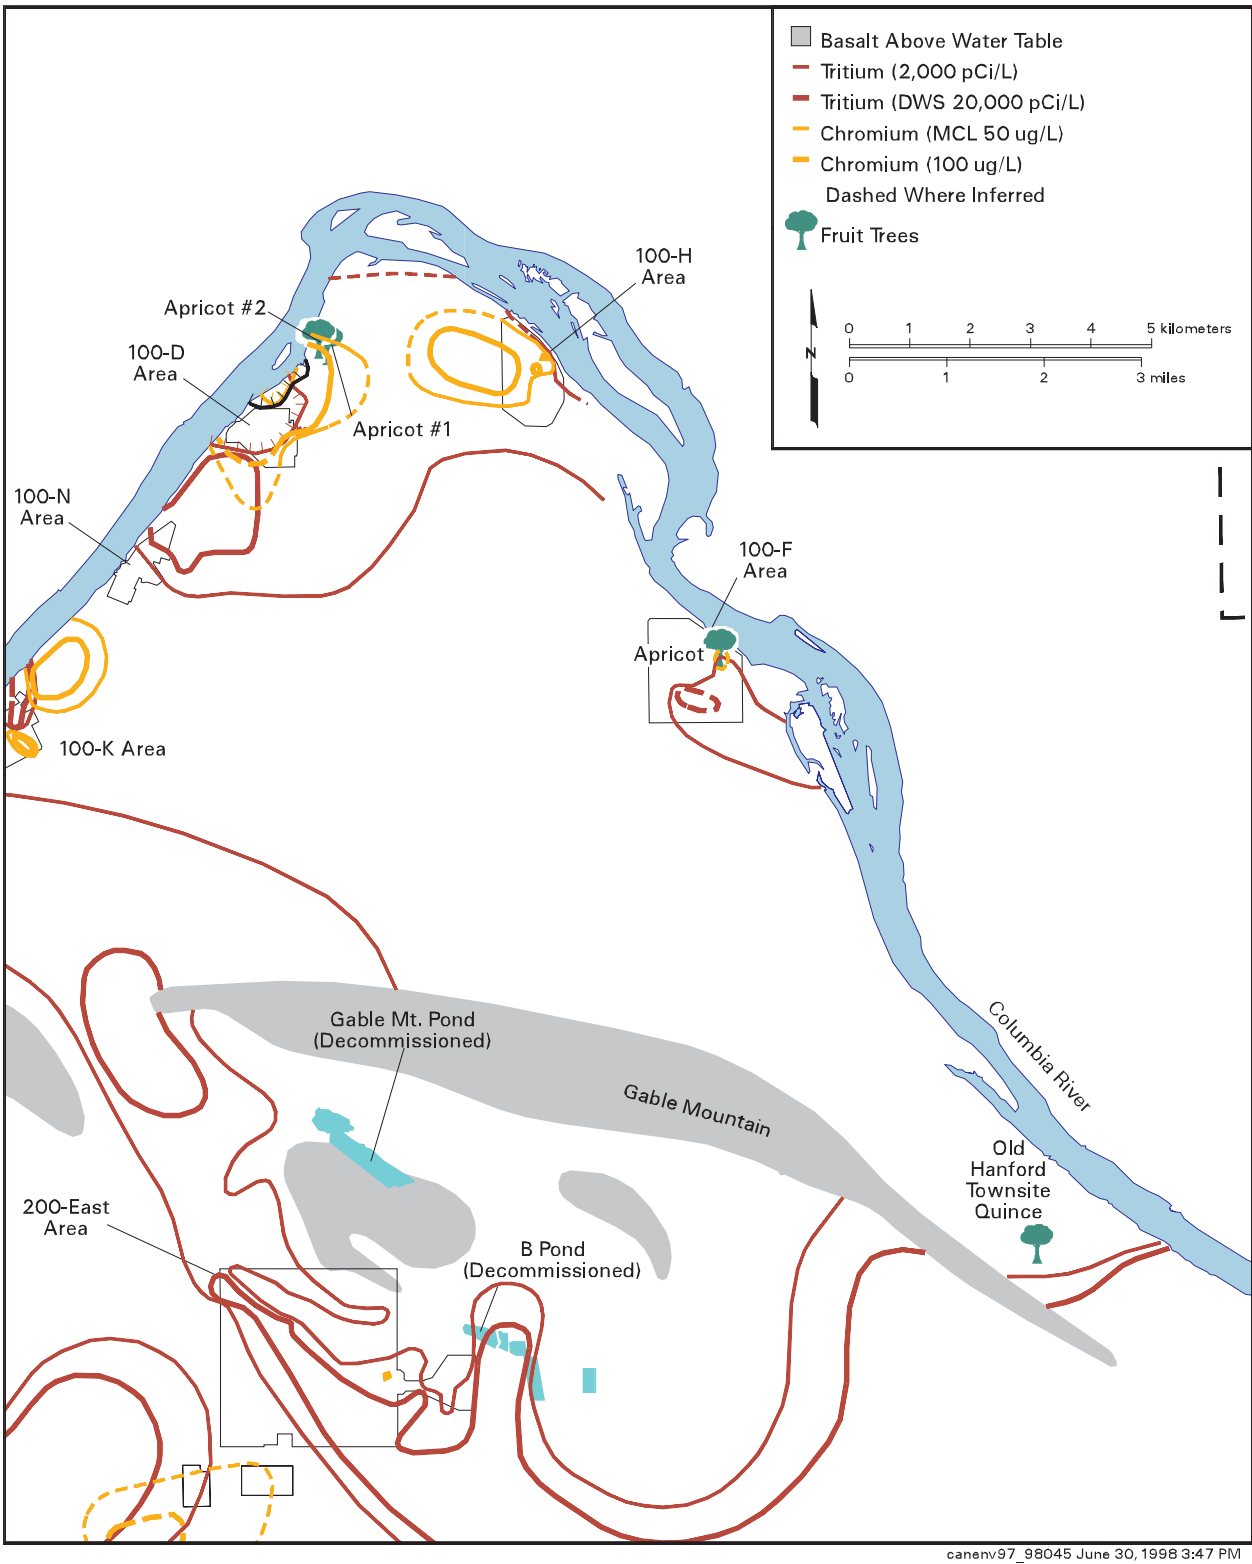 Basalt Above Water Table
Tritium (2,000 pCi/L)
Tritium (DWS 20,000 pCi/L)
Chromium (MCL 50 ug/L)
Chromium (100 ug/L)
Dashed Where Inferred
Fruit Trees
N
0 1 2 3 4 5 kilometers
0 1 2 3 miles
100-H
Area
Apricot #2
100-D
Area
Apricot #1
100-N
Area
100-F
Area
Apricot
100-K Area
Columbia River
Gable Mt. Pond
(Decommissioned)
Gable Mountain
Old
Hanford
Townsite
Quince
200-East
Area
B Pond
(Decommissioned)
canenv97_98045 June 30, 1998 3:47 PM